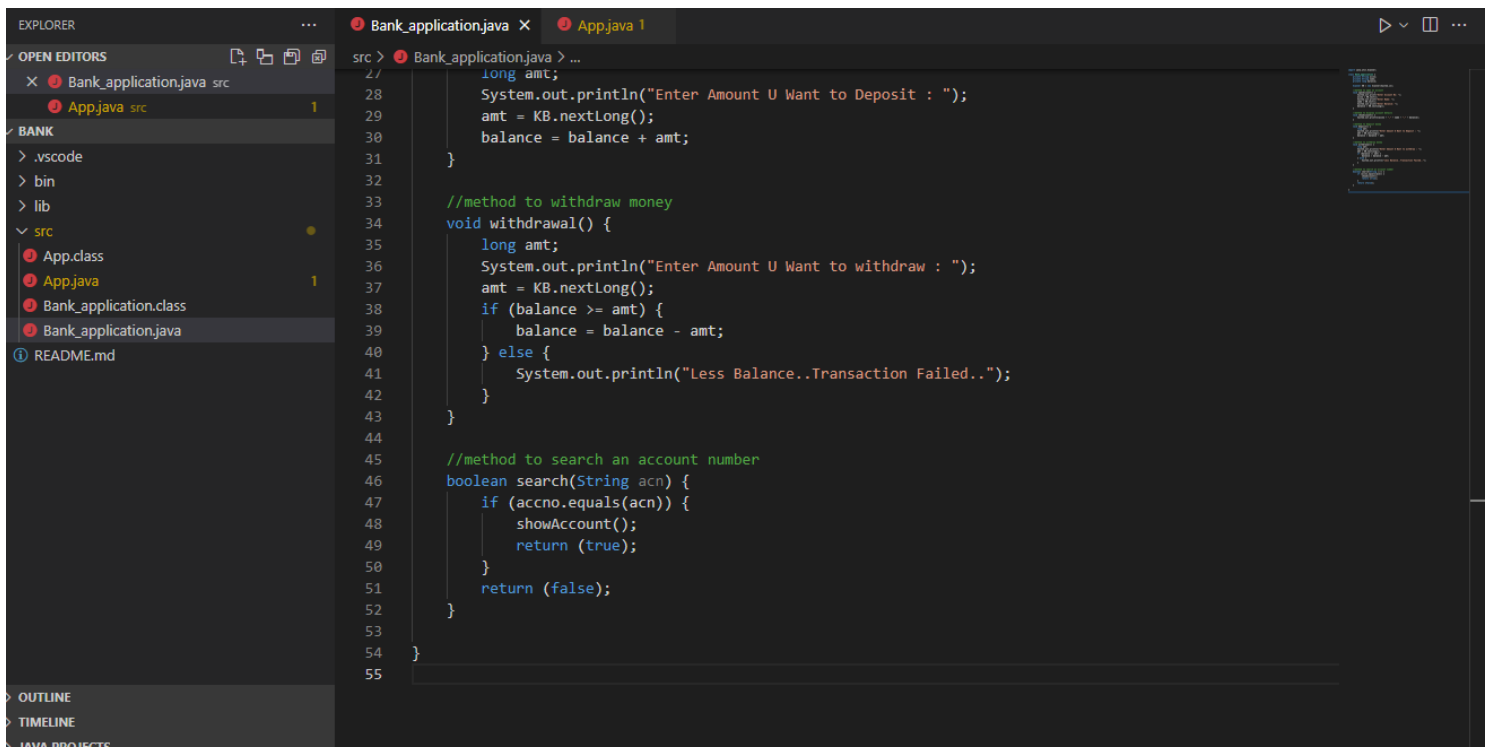 EXPLORER
OPEN EDITORS
Bank_application.java src
App.java src 1
BANK
.vscode
bin
lib
src
App.class
App.java 1
Bank_application.class
Bank_application.java
README.md
OUTLINE
TIMELINE
JAVA PROJECTS
Bank_application.java App.java 1
src > Bank_application.java > ...
27 long amt;
28 System.out.println("Enter Amount U Want to Deposit : ");
29 amt = KB.nextLong();
30 balance = balance + amt;
31 }
32
33 //method to withdraw money
34 void withdrawal() {
35 long amt;
36 System.out.println("Enter Amount U Want to withdraw : ");
37 amt = KB.nextLong();
38 if (balance >= amt) {
39 balance = balance - amt;
40 } else {
41 System.out.println("Less Balance..Transaction Failed..");
42 }
43 }
44
45 //method to search an account number
46 boolean search(String acn) {
47 if (accno.equals(acn)) {
48 showAccount();
49 return (true);
50 }
51 return (false);
52 }
53
54 }
55